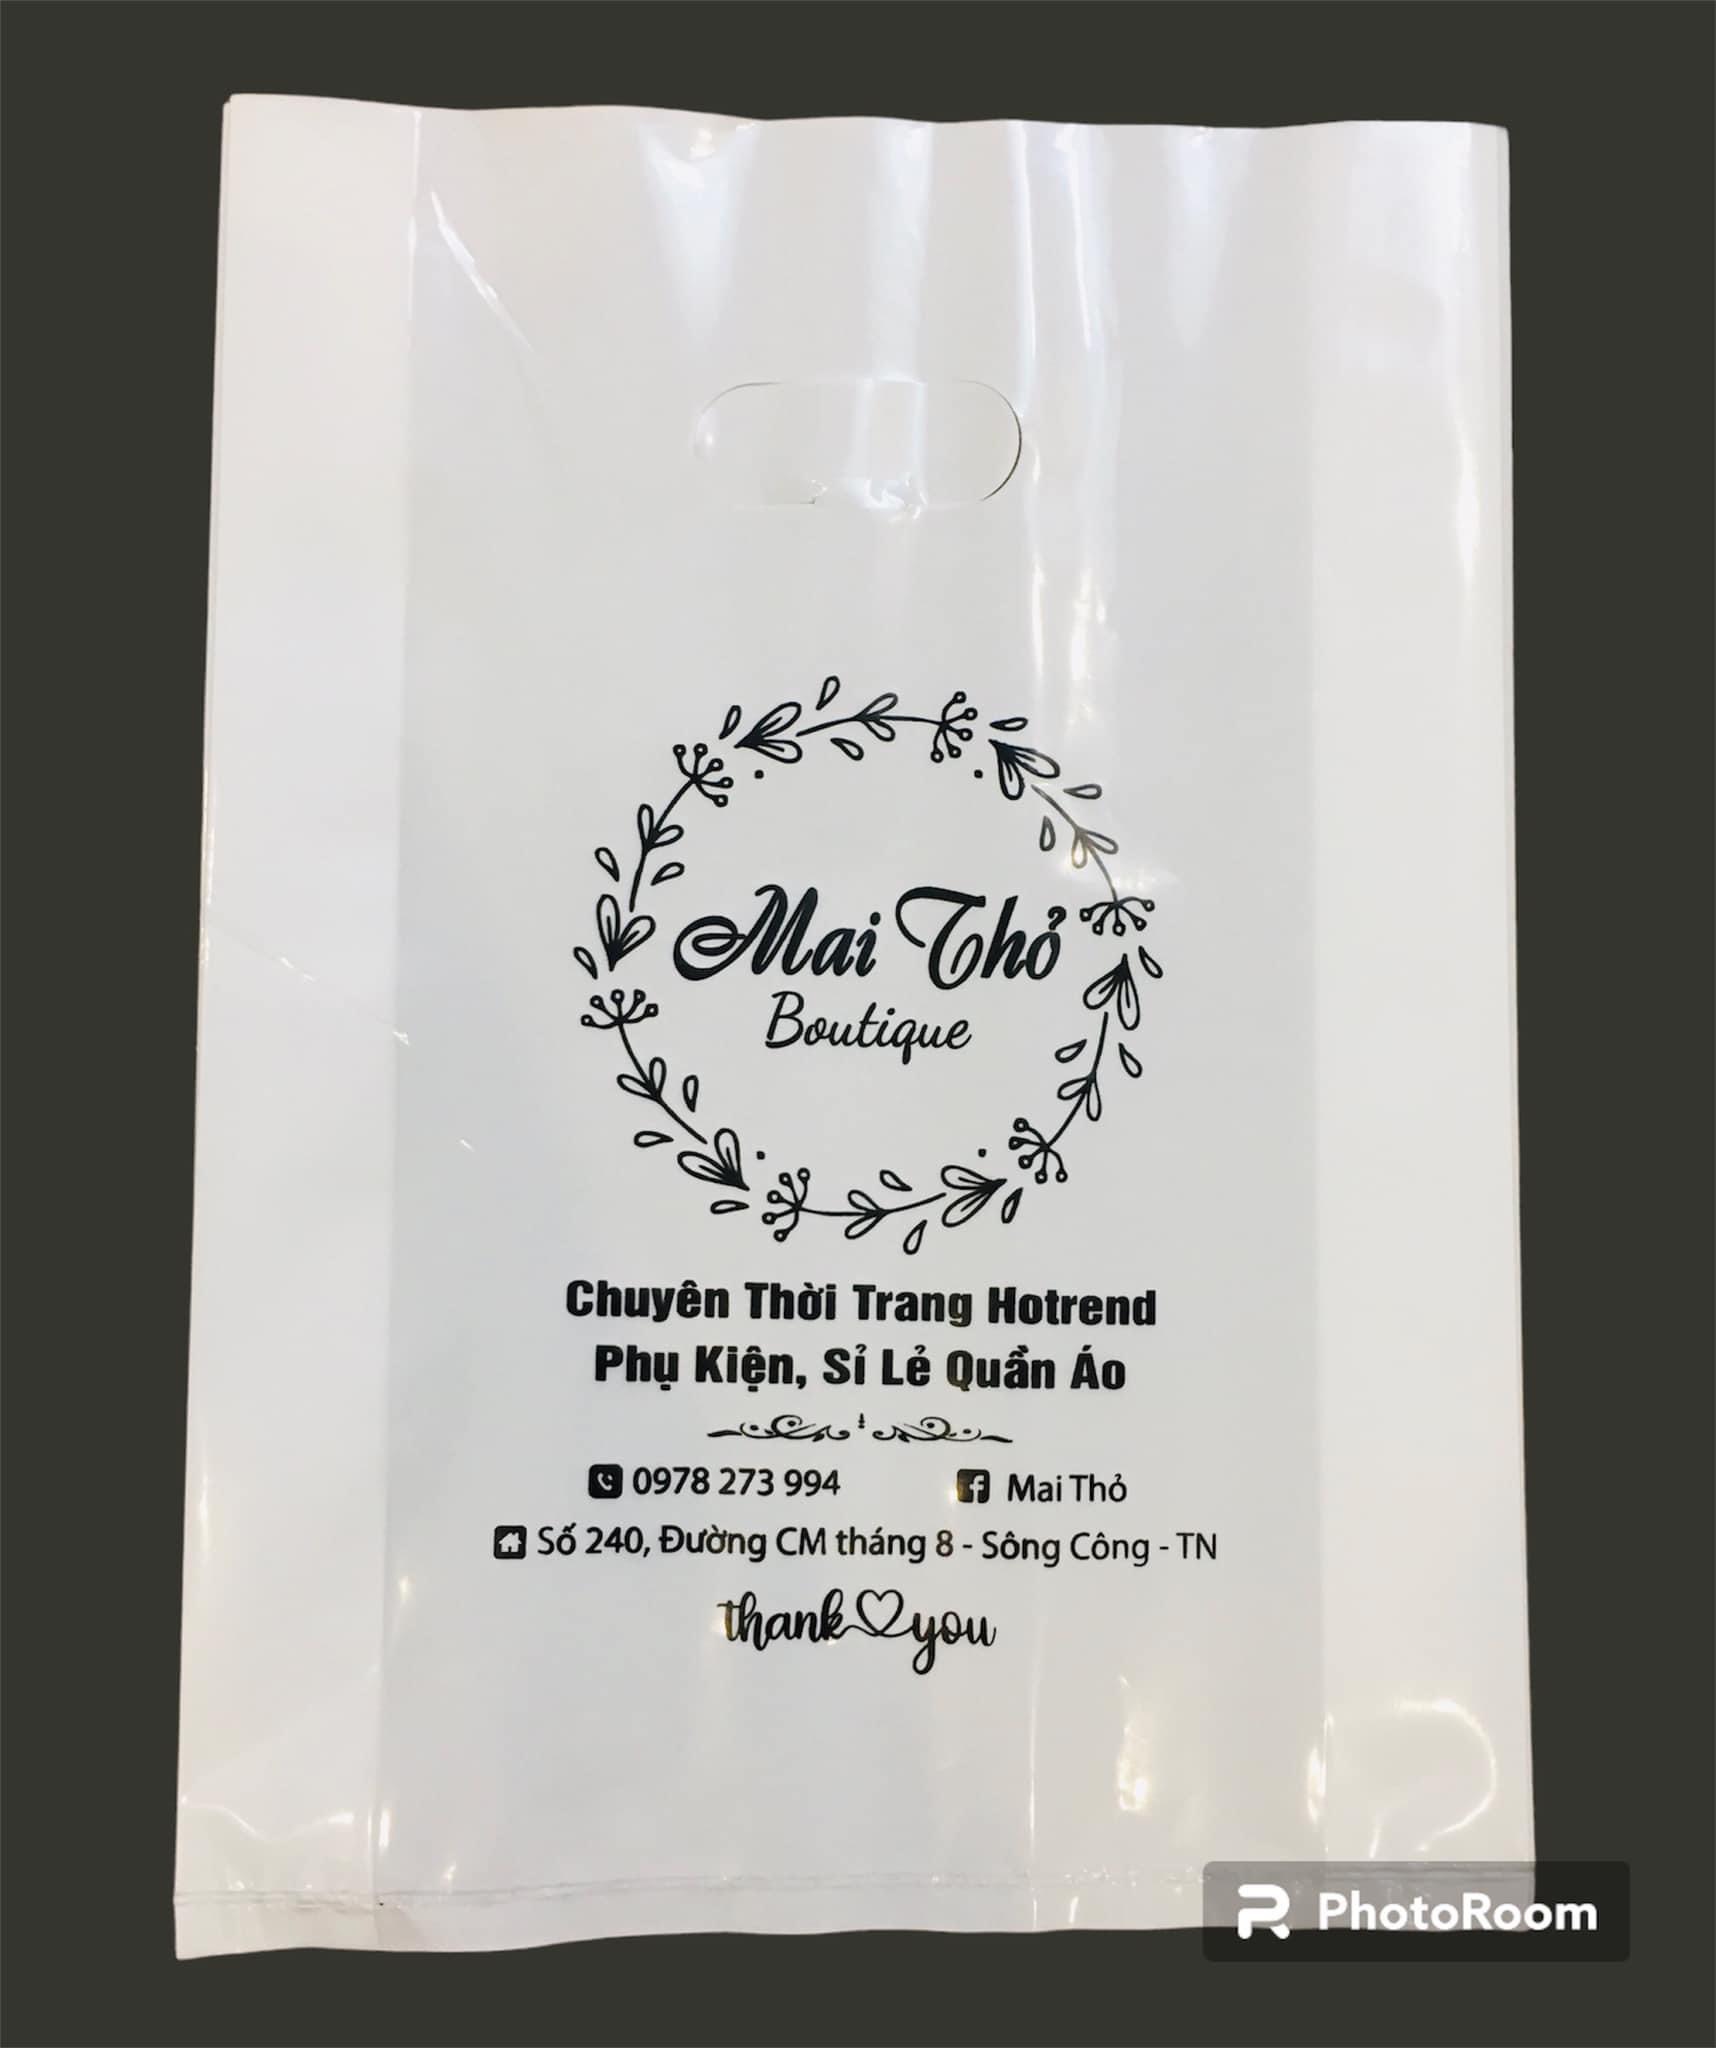 Mai Thỏ
Boutique
Chuyên Thời Trang Hotrend
Phụ Kiện, Sỉ Lẻ Quần Áo
0978 273 994 Mai Thỏ
Số 240, Đường CM tháng 8 - Sông Công - TN
thank you
PhotoRoom